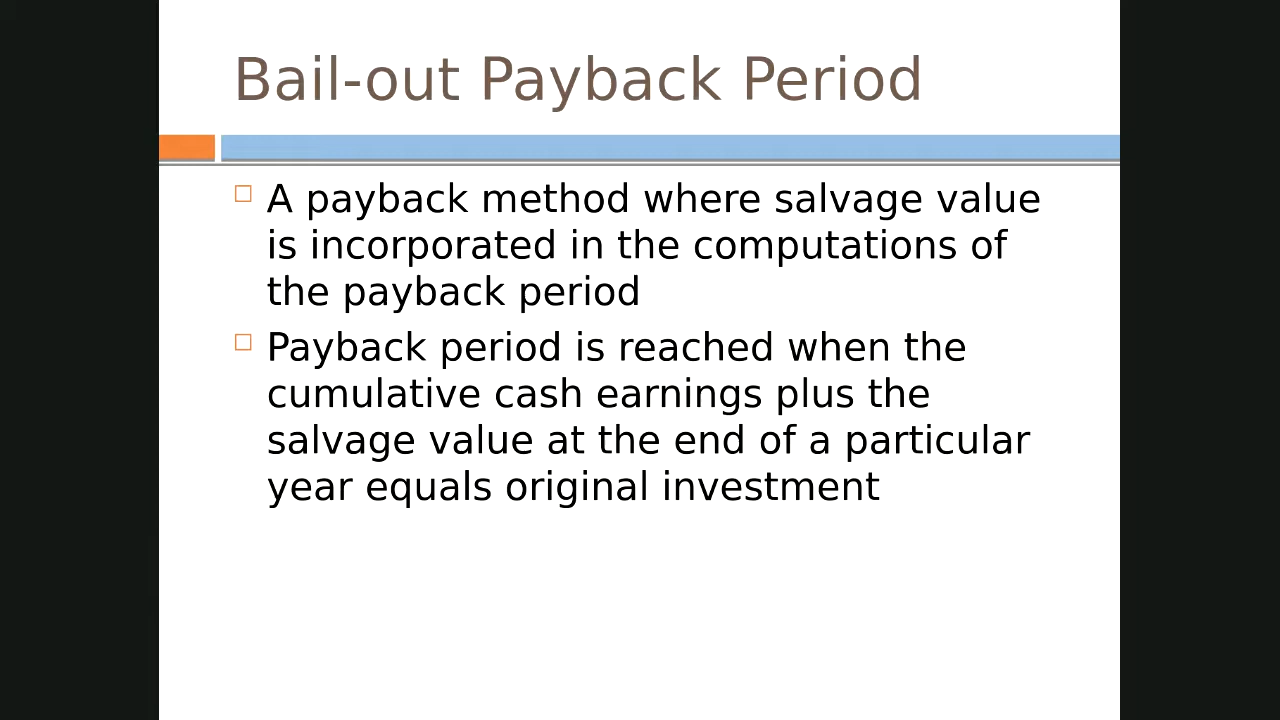 Bail-out Payback Period
A payback method where salvage value
is incorporated in the computations of
the payback period
Payback period is reached when the
cumulative cash earnings plus the
salvage value at the end of a particular
year equals original investment